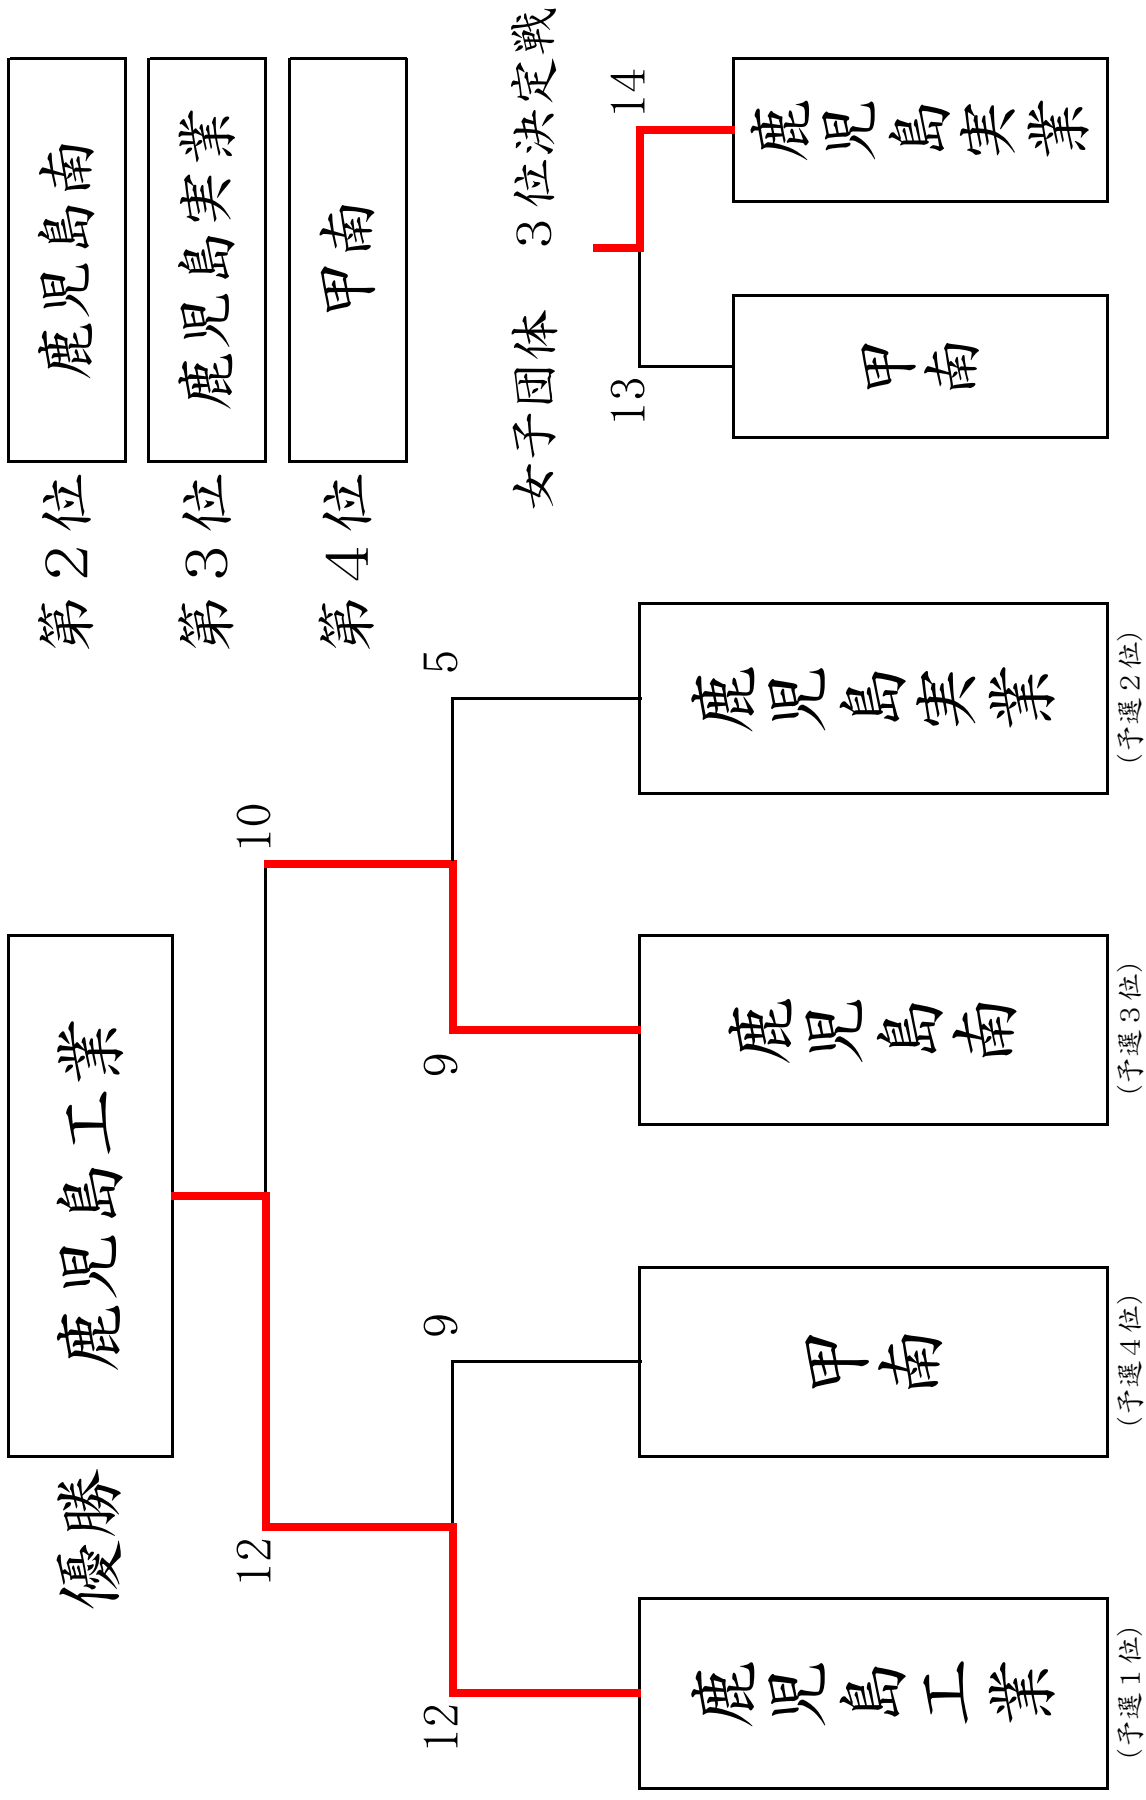 優勝
鹿児島工業
第２位
鹿児島南
第３位
鹿児島実業
第４位
甲南
12
10
12
9
9
5
鹿児島工業
甲南
鹿児島南
鹿児島実業
(予選１位)
(予選４位)
(予選３位)
(予選２位)
女子団体　３位決定戦
13
14
甲南
鹿児島実業